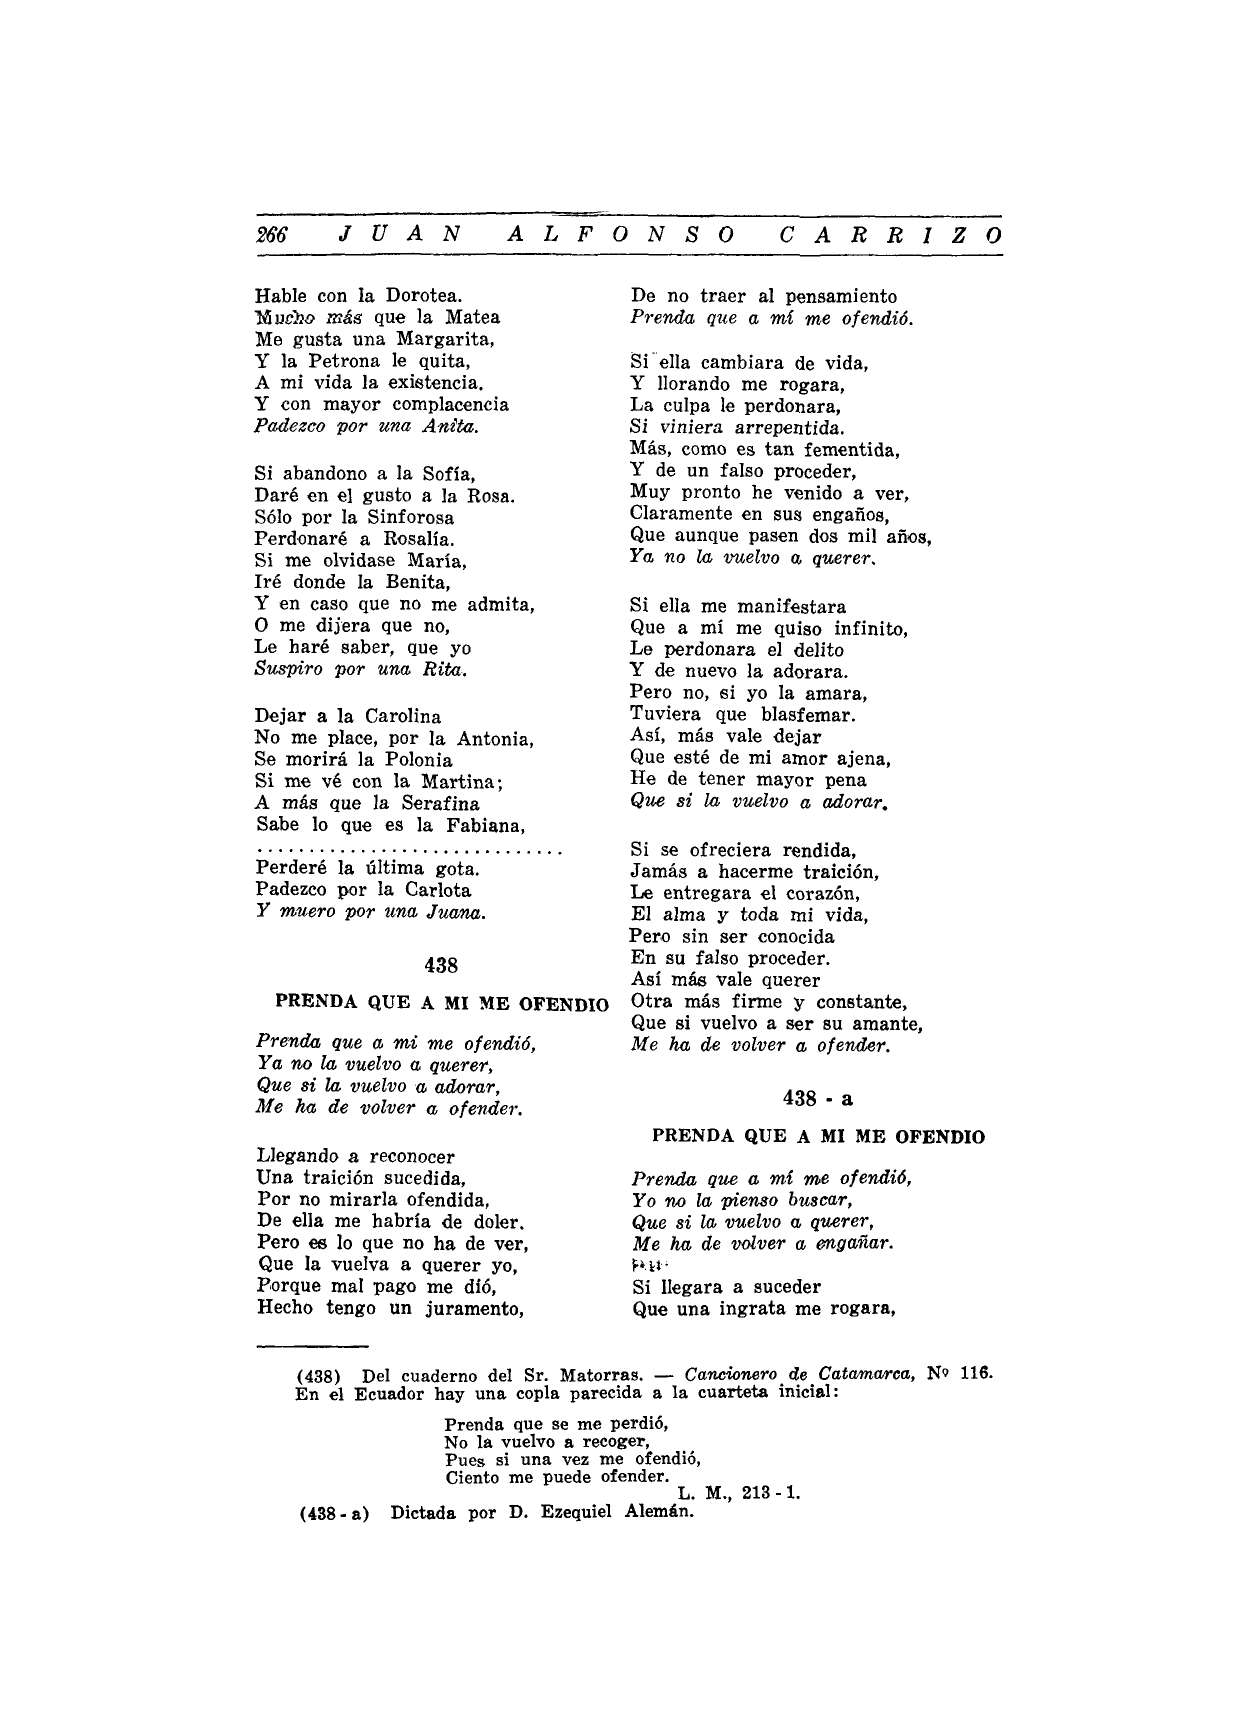 266 JUAN ALFONSO CARRIZO
Hable con la Dorotea.
Mucho más que la Matea
Me gusta una Margarita,
Y la Petrona le quita,
A mi vida la existencia.
Y con mayor complacencia
Padezco por una Anita.
Si abandono a la Sofía,
Daré en el gusto a la Rosa.
Sólo por la Sinforosa
Perdonaré a Rosalía.
Si me olvidase María,
Iré donde la Benita,
Y en caso que no me admita,
O me dijera que no,
Le haré saber, que yo
Suspiro por una Rita.
Dejar a la Carolina
No me place, por la Antonia,
Se morirá la Polonia
Si me vé con la Martina;
A más que la Serafina
Sabe lo que es la Fabiana,
..............................
Perderé la última gota.
Padezco por la Carlota
Y muero por una Juana.
438
PRENDA QUE A MI ME OFENDIO
Prenda que a mi me ofendió,
Ya no la vuelvo a querer,
Que si la vuelvo a adorar,
Me ha de volver a ofender.
Llegando a reconocer
Una traición sucedida,
Por no mirarla ofendida,
De ella me habría de doler.
Pero es lo que no ha de ver,
Que la vuelva a querer yo,
Porque mal pago me dió,
Hecho tengo un juramento,
De no traer al pensamiento
Prenda que a mí me ofendió.
Si ella cambiara de vida,
Y llorando me rogara,
La culpa le perdonara,
Si viniera arrepentida.
Más, como es tan fementida,
Y de un falso proceder,
Muy pronto he venido a ver,
Claramente en sus engaños,
Que aunque pasen dos mil años,
Ya no la vuelvo a querer.
Si ella me manifestara
Que a mí me quiso infinito,
Le perdonara el delito
Y de nuevo la adorara.
Pero no, si yo la amara,
Tuviera que blasfemar.
Así, más vale dejar
Que esté de mi amor ajena,
He de tener mayor pena
Que si la vuelvo a adorar.
Si se ofreciera rendida,
Jamás a hacerme traición,
Le entregara el corazón,
El alma y toda mi vida,
Pero sin ser conocida
En su falso proceder.
Así más vale querer
Otra más firme y constante,
Que si vuelvo a ser su amante,
Me ha de volver a ofender.
438 - a
PRENDA QUE A MI ME OFENDIO
Prenda que a mí me ofendió,
Yo no la pienso buscar,
Que si la vuelvo a querer,
Me ha de volver a engañar.
Si llegara a suceder
Que una ingrata me rogara,
(438) Del cuaderno del Sr. Matorras. — Cancionero de Catamarca, Nº 116.
En el Ecuador hay una copla parecida a la cuarteta inicial:
Prenda que se me perdió,
No la vuelvo a recoger,
Pues si una vez me ofendió,
Ciento me puede ofender.
L. M., 213 - 1.
(438 - a) Dictada por D. Ezequiel Alemán.